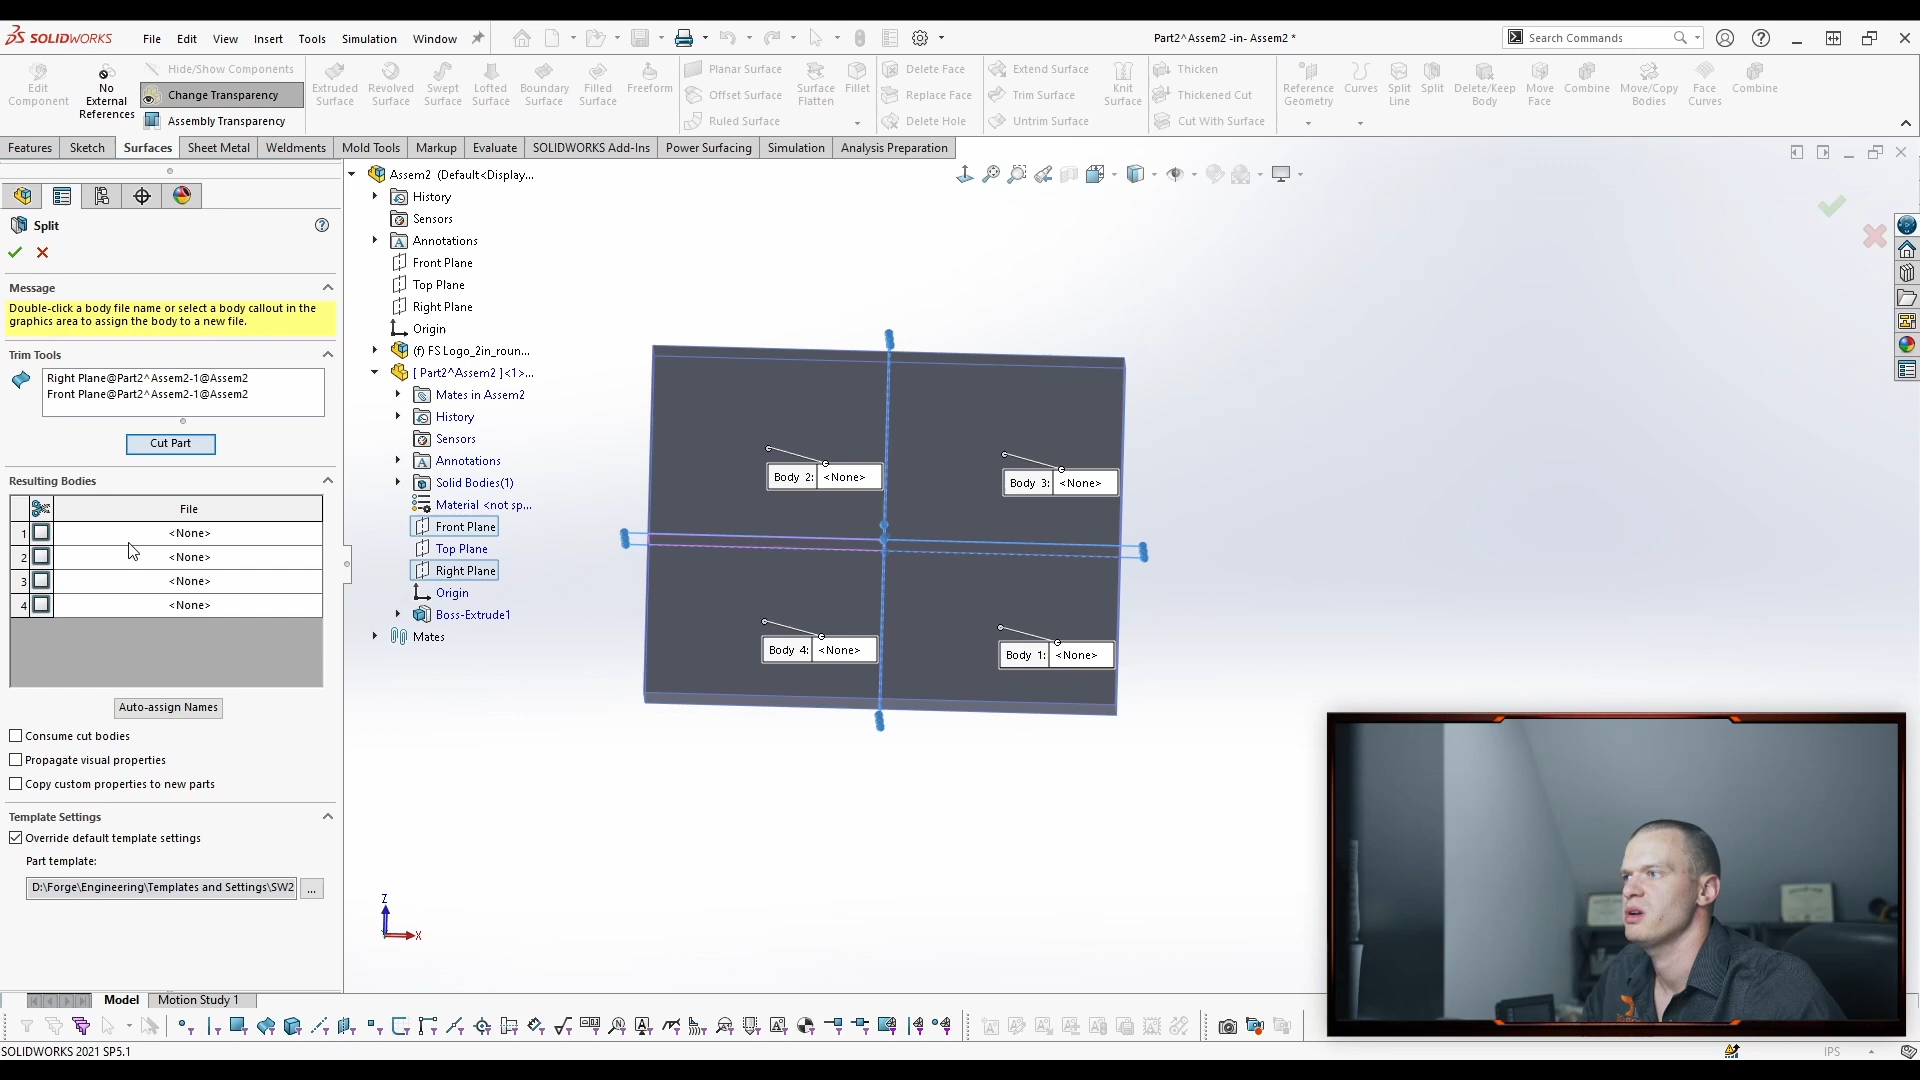 SOLIDWORKS
File
Edit
View
Insert
Tools
Simulation
Window
Part2^Assem2 -in- Assem2 *
Search Commands
Edit
Component
No
External
References
Hide/Show Components
Change Transparency
Assembly Transparency
Extruded
Surface
Revolved
Surface
Swept
Surface
Lofted
Surface
Boundary
Surface
Filled
Surface
Freeform
Planar Surface
Offset Surface
Ruled Surface
Surface
Flatten
Fillet
Delete Face
Replace Face
Delete Hole
Extend Surface
Trim Surface
Untrim Surface
Knit
Surface
Thicken
Thickened Cut
Cut With Surface
Reference
Geometry
Curves
Split
Line
Split
Delete/Keep
Body
Move
Face
Combine
Move/Copy
Bodies
Face
Curves
Combine
Features
Sketch
Surfaces
Sheet Metal
Weldments
Mold Tools
Markup
Evaluate
SOLIDWORKS Add-Ins
Power Surfacing
Simulation
Analysis Preparation
Split
Message
Double-click a body file name or select a body callout in the
graphics area to assign the body to a new file.
Trim Tools
Right Plane@Part2^Assem2-1@Assem2
Front Plane@Part2^Assem2-1@Assem2
Cut Part
Resulting Bodies
File
1 <None>
2 <None>
3 <None>
4 <None>
Auto-assign Names
Consume cut bodies
Propagate visual properties
Copy custom properties to new parts
Template Settings
Override default template settings
Part template:
D:\Forge\Engineering\Templates and Settings\SW2
...
Assem2 (Default<Display...
History
Sensors
Annotations
Front Plane
Top Plane
Right Plane
Origin
(f) FS Logo_2in_roun...
[ Part2^Assem2 ]<1>...
Mates in Assem2
History
Sensors
Annotations
Solid Bodies(1)
Material <not sp...
Front Plane
Top Plane
Right Plane
Origin
Boss-Extrude1
Mates
Body 2: <None>
Body 3: <None>
Body 4: <None>
Body 1: <None>
Z
X
Model
Motion Study 1
SOLIDWORKS 2021 SP5.1
IPS